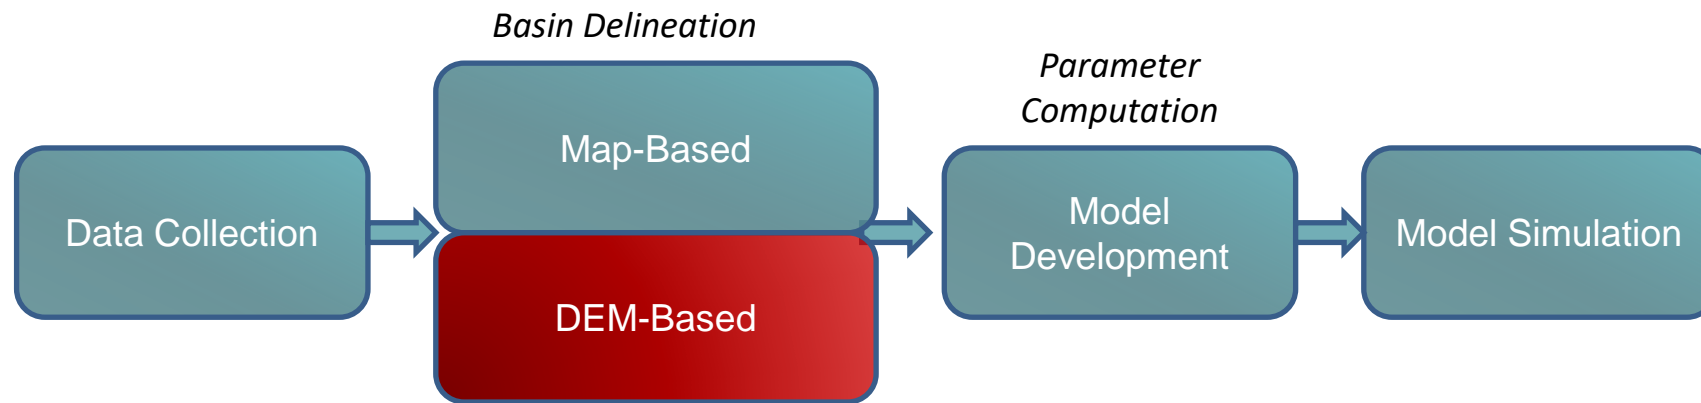 Basin Delineation
Parameter
Computation
Data Collection
Map-Based
DEM-Based
Model
Development
Model Simulation